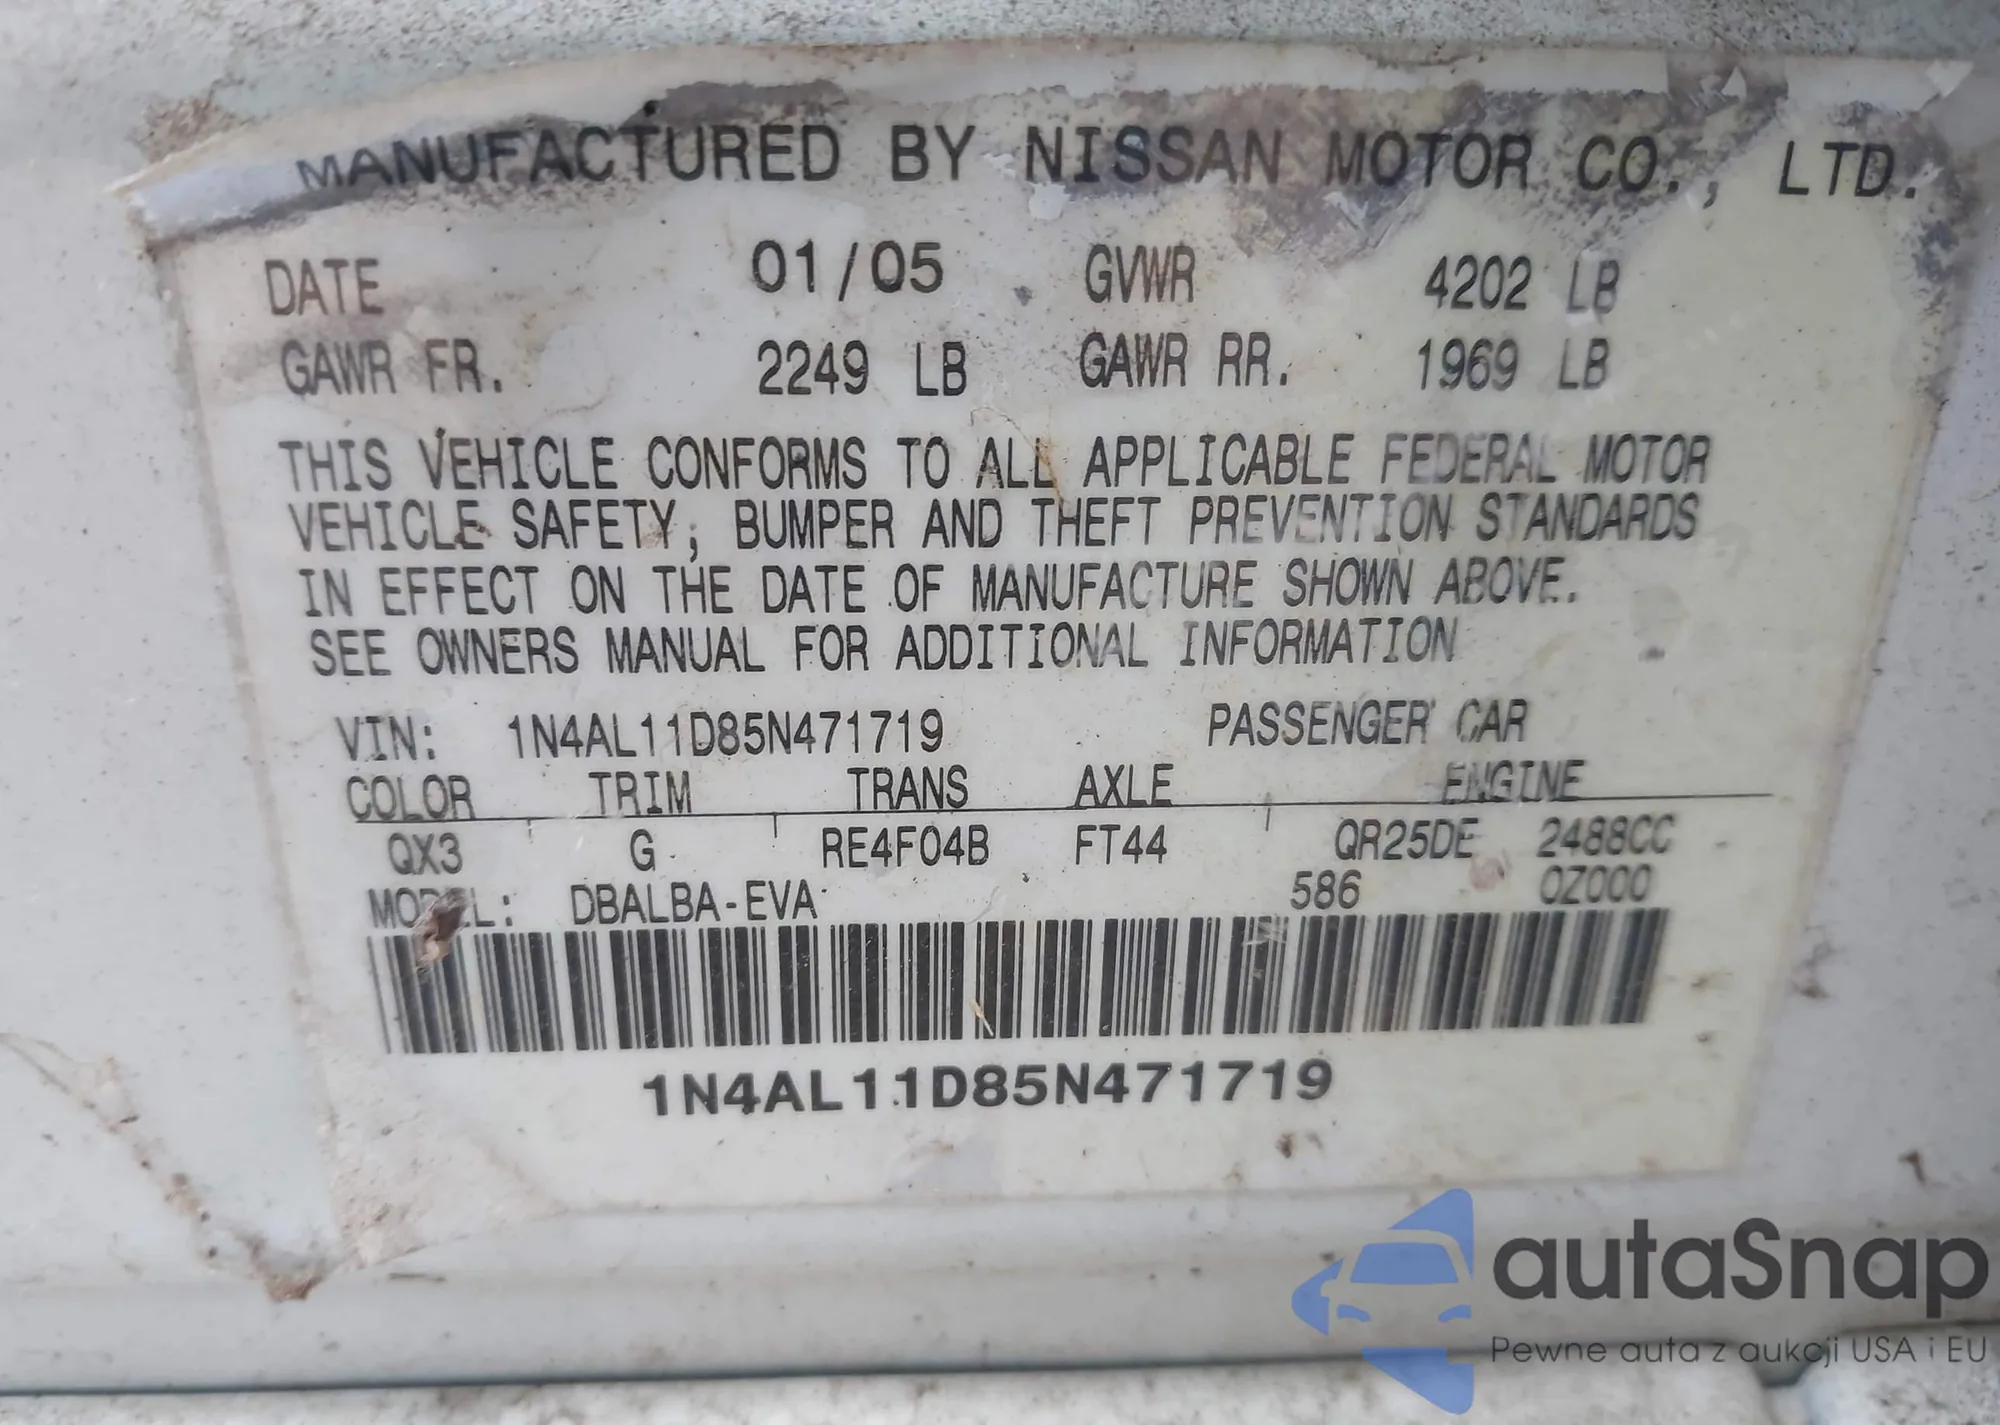 MANUFACTURED BY NISSAN MOTOR CO., LTD.
DATE 01/05 GVWR 4202 LB
GAWR FR. 2249 LB GAWR RR. 1969 LB
THIS VEHICLE CONFORMS TO ALL APPLICABLE FEDERAL MOTOR
VEHICLE SAFETY, BUMPER AND THEFT PREVENTION STANDARDS
IN EFFECT ON THE DATE OF MANUFACTURE SHOWN ABOVE.
SEE OWNERS MANUAL FOR ADDITIONAL INFORMATION
VIN: 1N4AL11D85N471719 PASSENGER CAR
COLOR TRIM TRANS AXLE ENGINE
QX3 G RE4F04B FT44 QR25DE 2488CC
MODEL: DBALBA-EVA 586 0Z000
1N4AL11D85N471719
autaSnap
Pewne auta z aukcji USA i EU